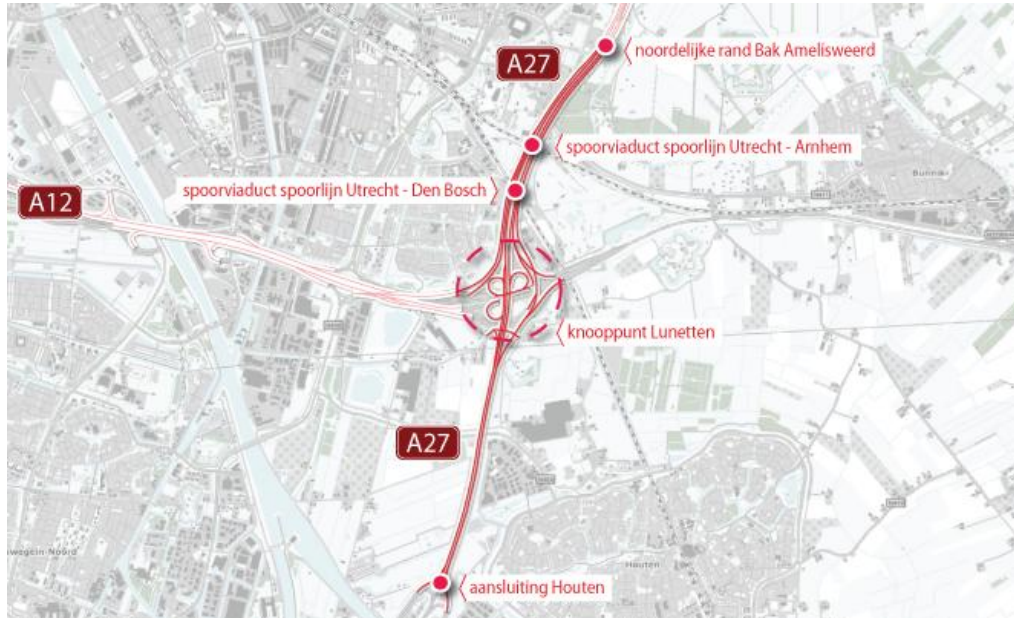 noordelijke rand Bak Amelisweerd
A27
spoorviaduct spoorlijn Utrecht - Arnhem
spoorviaduct spoorlijn Utrecht - Den Bosch
A12
knooppunt Lunetten
A27
Houten
aansluiting Houten